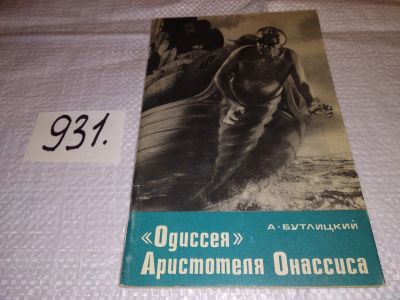 931.
А. БУТЛИЦКИЙ
«Одиссея»
Аристотеля Онассиса